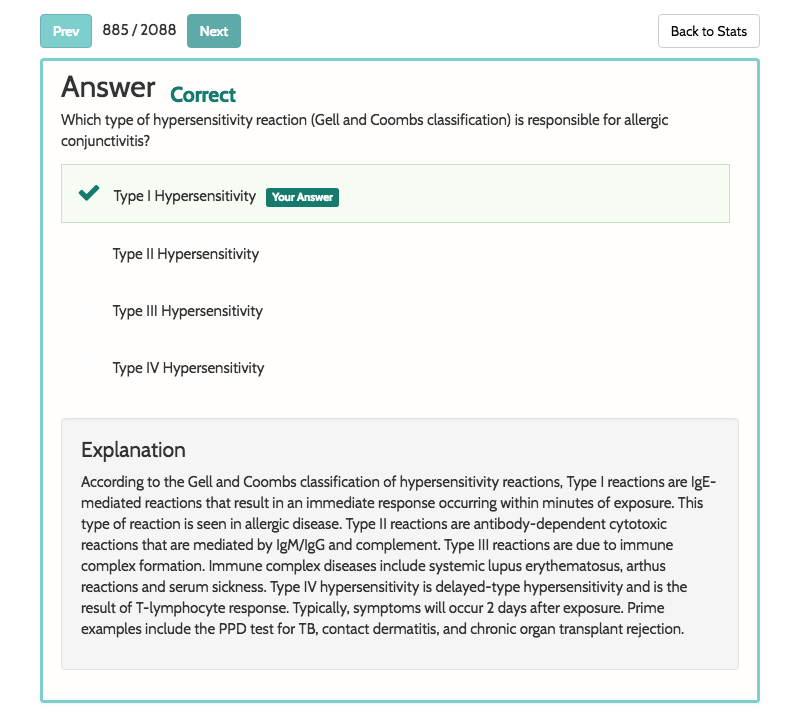 Prev 885 / 2088 Next Back to Stats
Answer Correct
Which type of hypersensitivity reaction (Gell and Coombs classification) is responsible for allergic
conjunctivitis?
Type I Hypersensitivity Your Answer
Type II Hypersensitivity
Type III Hypersensitivity
Type IV Hypersensitivity
Explanation
According to the Gell and Coombs classification of hypersensitivity reactions, Type I reactions are IgE-
mediated reactions that result in an immediate response occurring within minutes of exposure. This
type of reaction is seen in allergic disease. Type II reactions are antibody-dependent cytotoxic
reactions that are mediated by IgM/IgG and complement. Type III reactions are due to immune
complex formation. Immune complex diseases include systemic lupus erythematosus, arthus
reactions and serum sickness. Type IV hypersensitivity is delayed-type hypersensitivity and is the
result of T-lymphocyte response. Typically, symptoms will occur 2 days after exposure. Prime
examples include the PPD test for TB, contact dermatitis, and chronic organ transplant rejection.